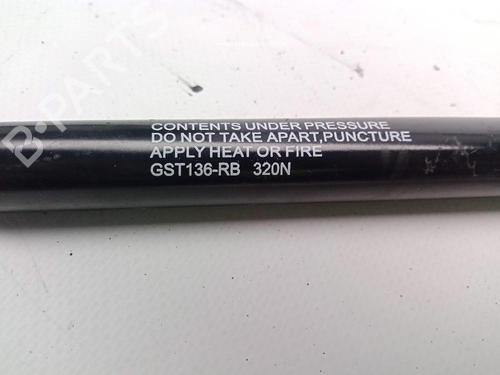 B-PARTS
CONTENTS UNDER PRESSURE
DO NOT TAKE APART,PUNCTURE
APPLY HEAT OR FIRE
GST136-RB 320N